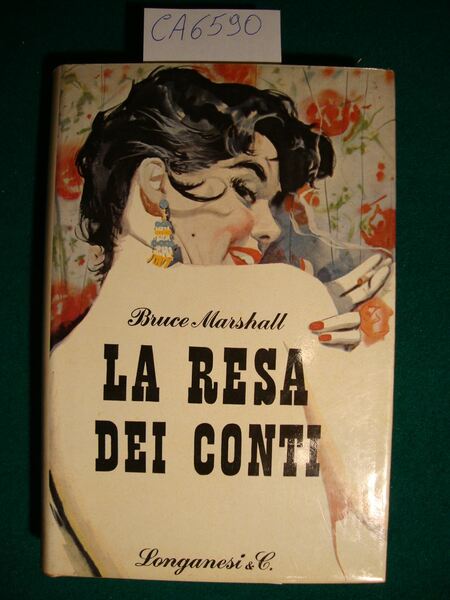 CA6590
Bruce Marshall
LA RESA
DEI CONTI
Longanesi & C.